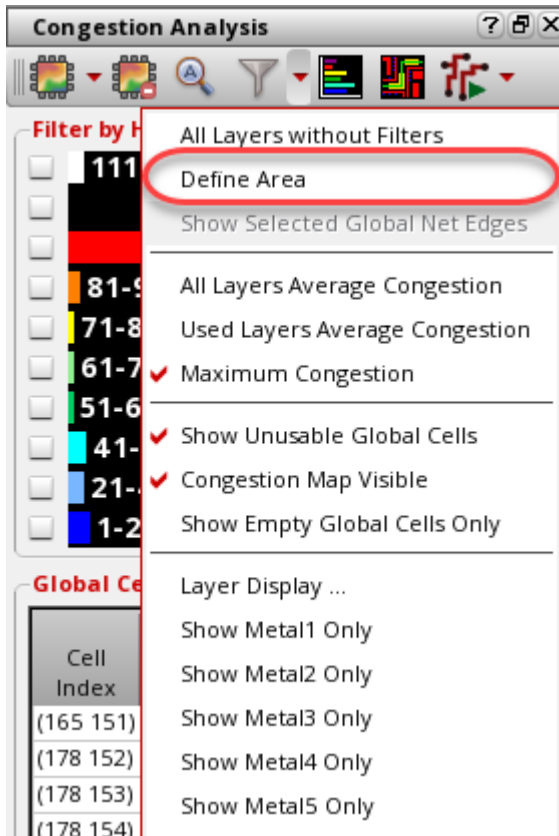 Congestion Analysis
Filter by H
All Layers without Filters
111
Define Area
Show Selected Global Net Edges
81-9
All Layers Average Congestion
71-8
Used Layers Average Congestion
61-7
Maximum Congestion
51-6
Show Unusable Global Cells
41-
Congestion Map Visible
21-
Show Empty Global Cells Only
1-2
Global Ce
Layer Display ...
Show Metal1 Only
Cell
Index
Show Metal2 Only
(165 151)
Show Metal3 Only
(178 152)
Show Metal4 Only
(178 153)
Show Metal5 Only
(178 154)